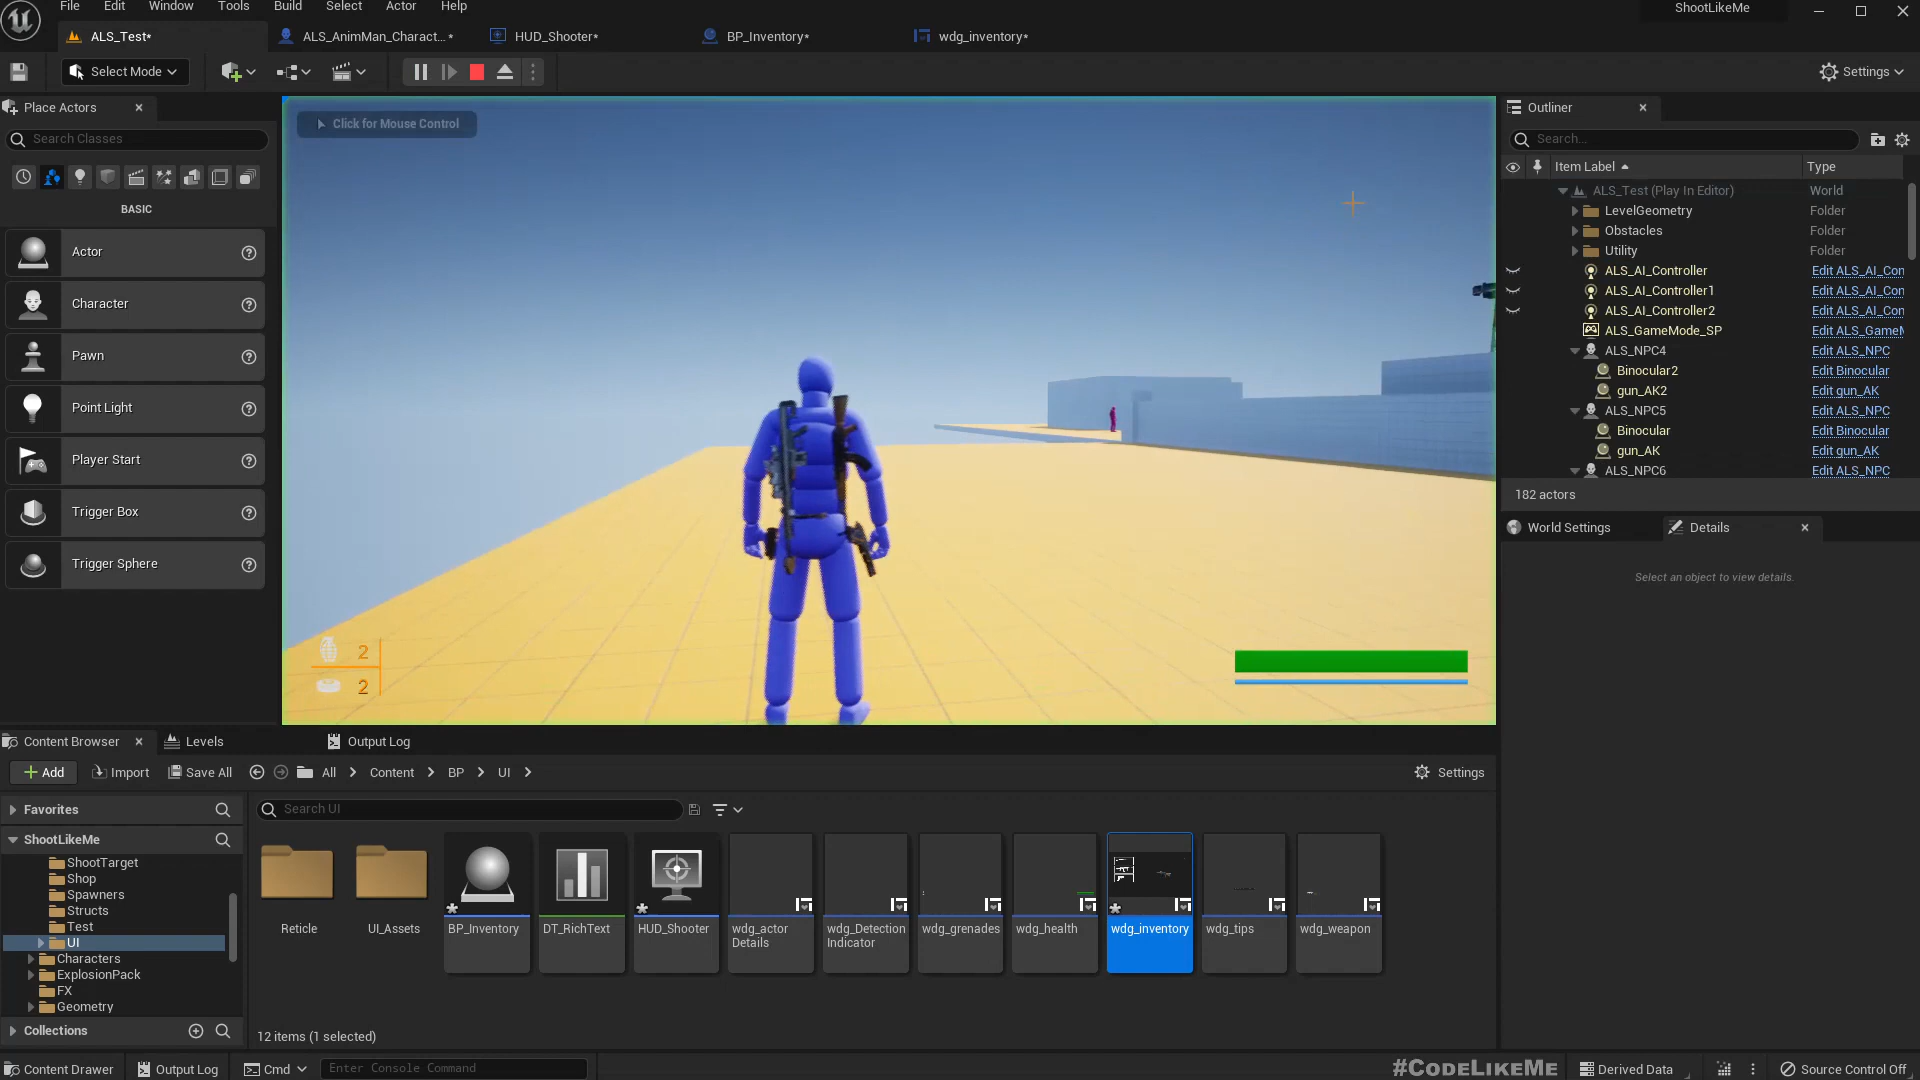 File Edit Window Tools Build Select Actor Help
ShootLikeMe
ALS_Test*
ALS_AnimMan_Charact...*
HUD_Shooter*
BP_Inventory*
wdg_inventory*
Select Mode
Settings
Place Actors
Search Classes
BASIC
Actor
Character
Pawn
Point Light
Player Start
Trigger Box
Trigger Sphere
Click for Mouse Control
2
2
Outliner
Search...
Item Label
Type
ALS_Test (Play In Editor) World
LevelGeometry Folder
Obstacles Folder
Utility Folder
ALS_AI_Controller Edit ALS_AI_Con
ALS_AI_Controller1 Edit ALS_AI_Con
ALS_AI_Controller2 Edit ALS_AI_Con
ALS_GameMode_SP Edit ALS_GameM
ALS_NPC4 Edit ALS_NPC
Binocular2 Edit Binocular
gun_AK2 Edit gun_AK
ALS_NPC5 Edit ALS_NPC
Binocular Edit Binocular
gun_AK Edit gun_AK
ALS_NPC6 Edit ALS_NPC
182 actors
World Settings
Details
Select an object to view details.
Content Browser
Levels
Output Log
Add
Import
Save All
All
Content
BP
UI
Settings
Favorites
ShootLikeMe
ShootTarget
Shop
Spawners
Structs
Test
UI
Characters
ExplosionPack
FX
Geometry
Collections
Search UI
Reticle
UI_Assets
BP_Inventory
DT_RichText
HUD_Shooter
wdg_actor
Details
wdg_Detection
Indicator
wdg_grenades
wdg_health
wdg_inventory
wdg_tips
wdg_weapon
12 items (1 selected)
Content Drawer
Output Log
Cmd
Enter Console Command
#CodeLikeMe
Derived Data
Source Control Off